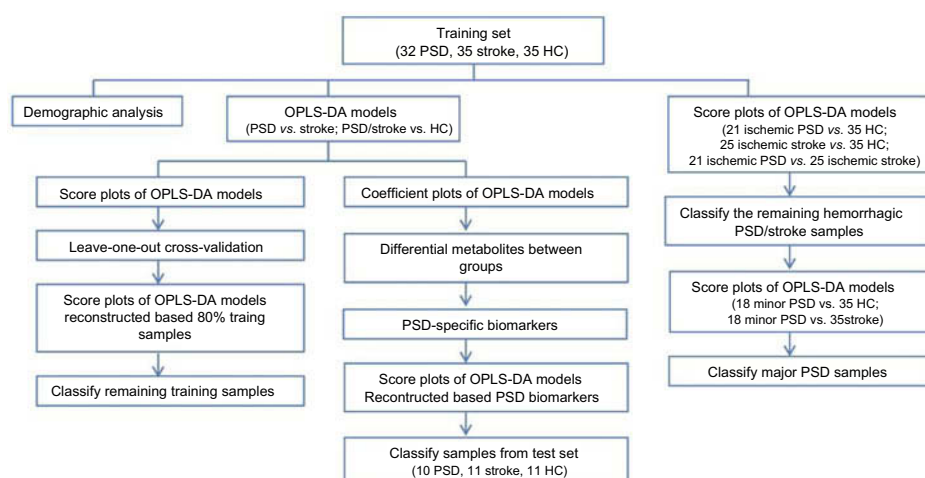 Training set
(32 PSD, 35 stroke, 35 HC)
Demographic analysis
OPLS-DA models
(PSD vs. stroke; PSD/stroke vs. HC)
Score plots of OPLS-DA models
(21 ischemic PSD vs. 35 HC;
25 ischemic stroke vs. 35 HC;
21 ischemic PSD vs. 25 ischemic stroke)
Score plots of OPLS-DA models
Coefficient plots of OPLS-DA models
Classify the remaining hemorrhagic
PSD/stroke samples
Leave-one-out cross-validation
Differential metabolites between
groups
Score plots of OPLS-DA models
reconstructed based 80% traing
samples
PSD-specific biomarkers
Score plots of OPLS-DA models
(18 minor PSD vs. 35 HC;
18 minor PSD vs. 35stroke)
Classify remaining training samples
Score plots of OPLS-DA models
Recontructed based PSD biomarkers
Classify major PSD samples
Classify samples from test set
(10 PSD, 11 stroke, 11 HC)